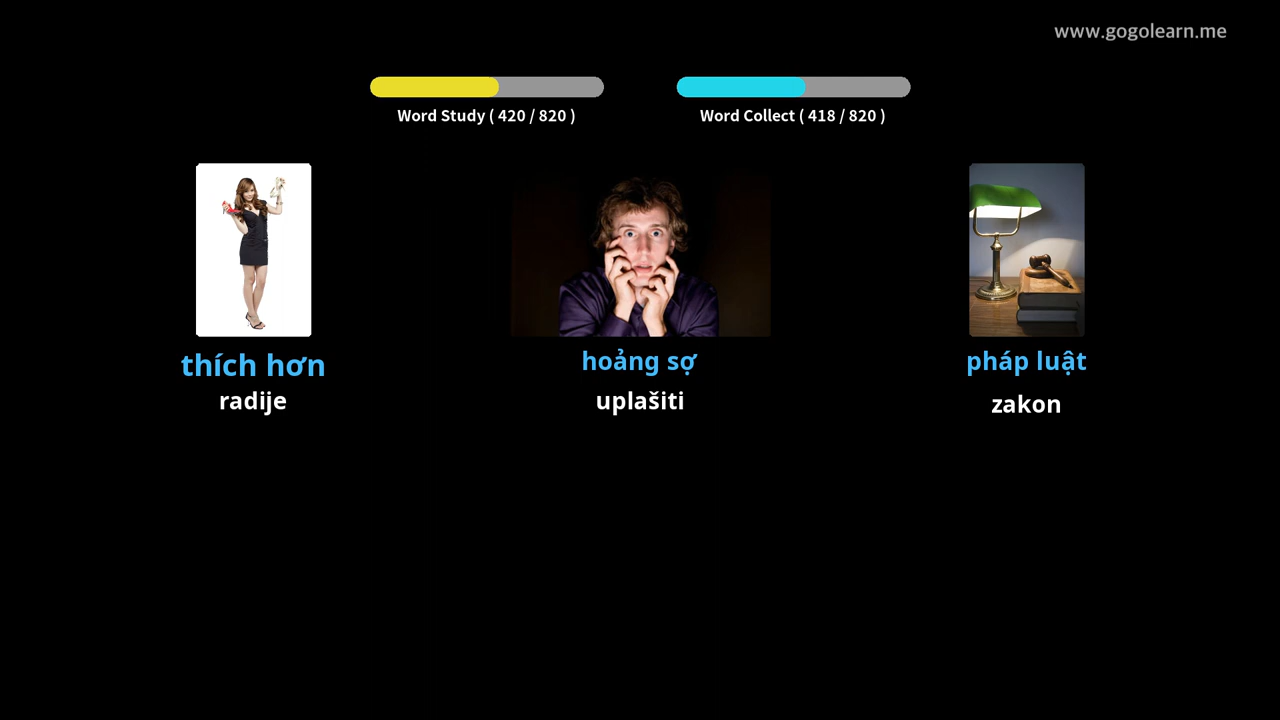 www.gogolearn.me
Word Study ( 420 / 820 )
Word Collect ( 418 / 820 )
thích hơn
radije
hoảng sợ
uplašiti
pháp luật
zakon